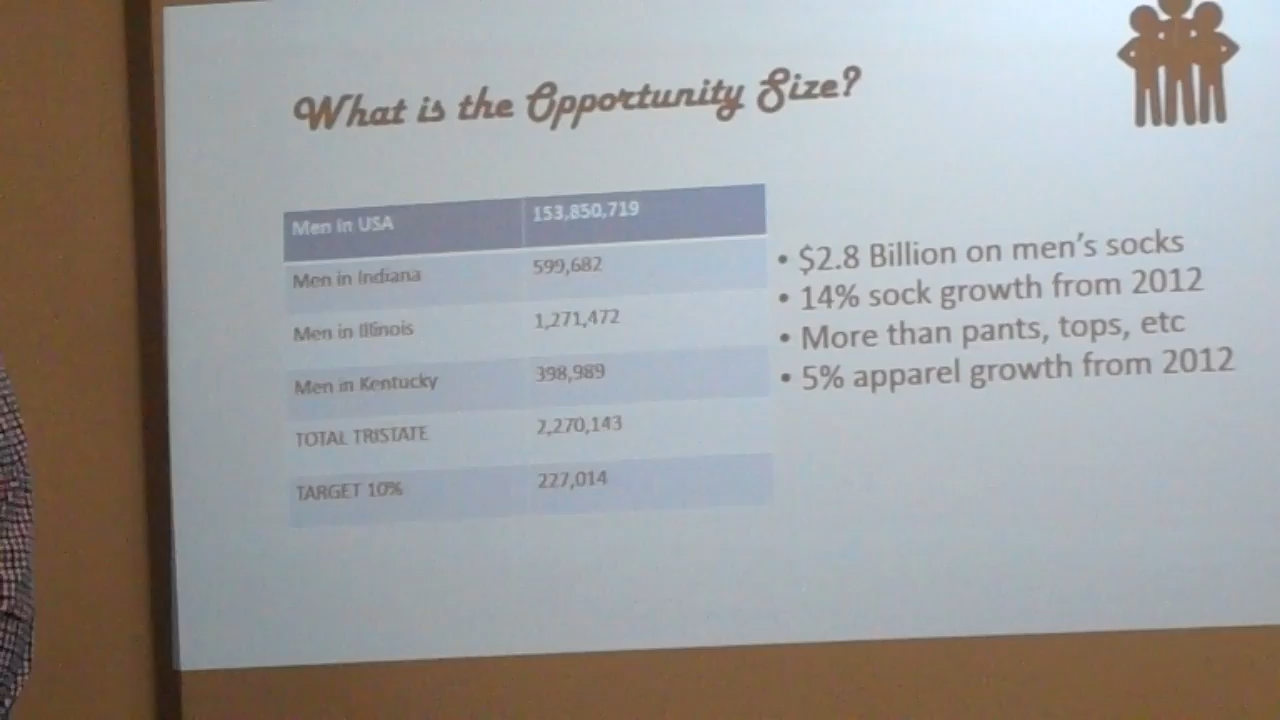 What is the Opportunity Size?
Men in USA 153,850,719
Men in Indiana 599,682
Men in Illinois 1,271,472
Men in Kentucky 398,989
TOTAL TRISTATE 2,270,143
TARGET 10% 227,014
• $2.8 Billion on men's socks
• 14% sock growth from 2012
• More than pants, tops, etc
• 5% apparel growth from 2012